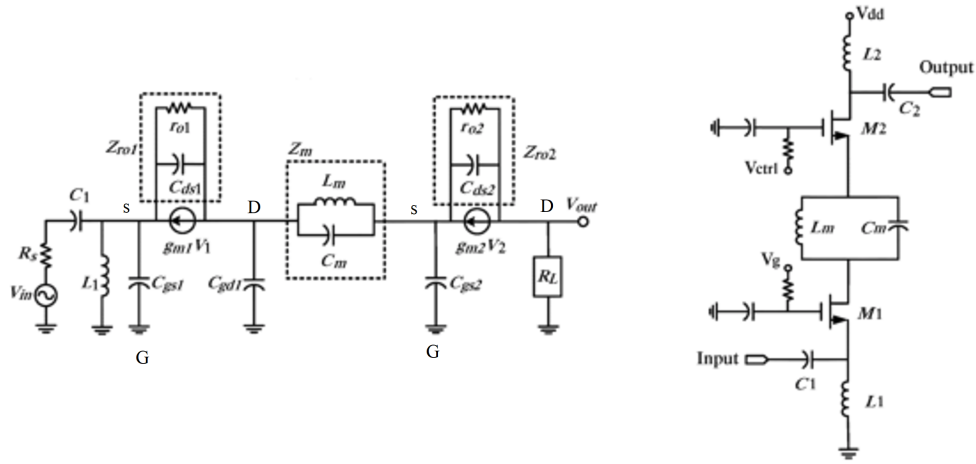 Zro1
ro1
Cds1
C1
s
gm1V1
D
Rs
Vin
L1
Cgs1
Cgd1
G
Zm
Lm
Cm
s
ro2
Cds2
Zro2
gm2V2
D
Vout
Cgs2
RL
G
Vdd
L2
Output
C2
M2
Vctrl
Lm
Cm
Vg
M1
Input
C1
L1